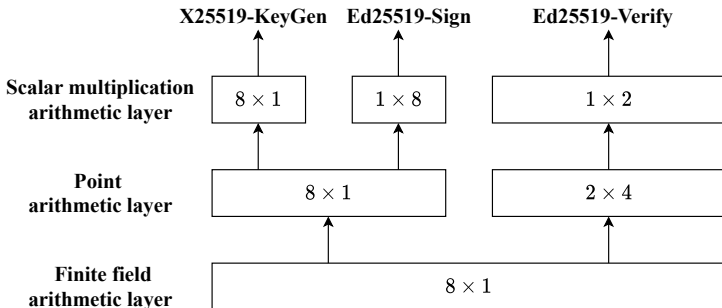 X25519-KeyGen Ed25519-Sign Ed25519-Verify
Scalar multiplication
arithmetic layer
8 × 1
1 × 8
1 × 2
Point
arithmetic layer
8 × 1
2 × 4
Finite field
arithmetic layer
8 × 1